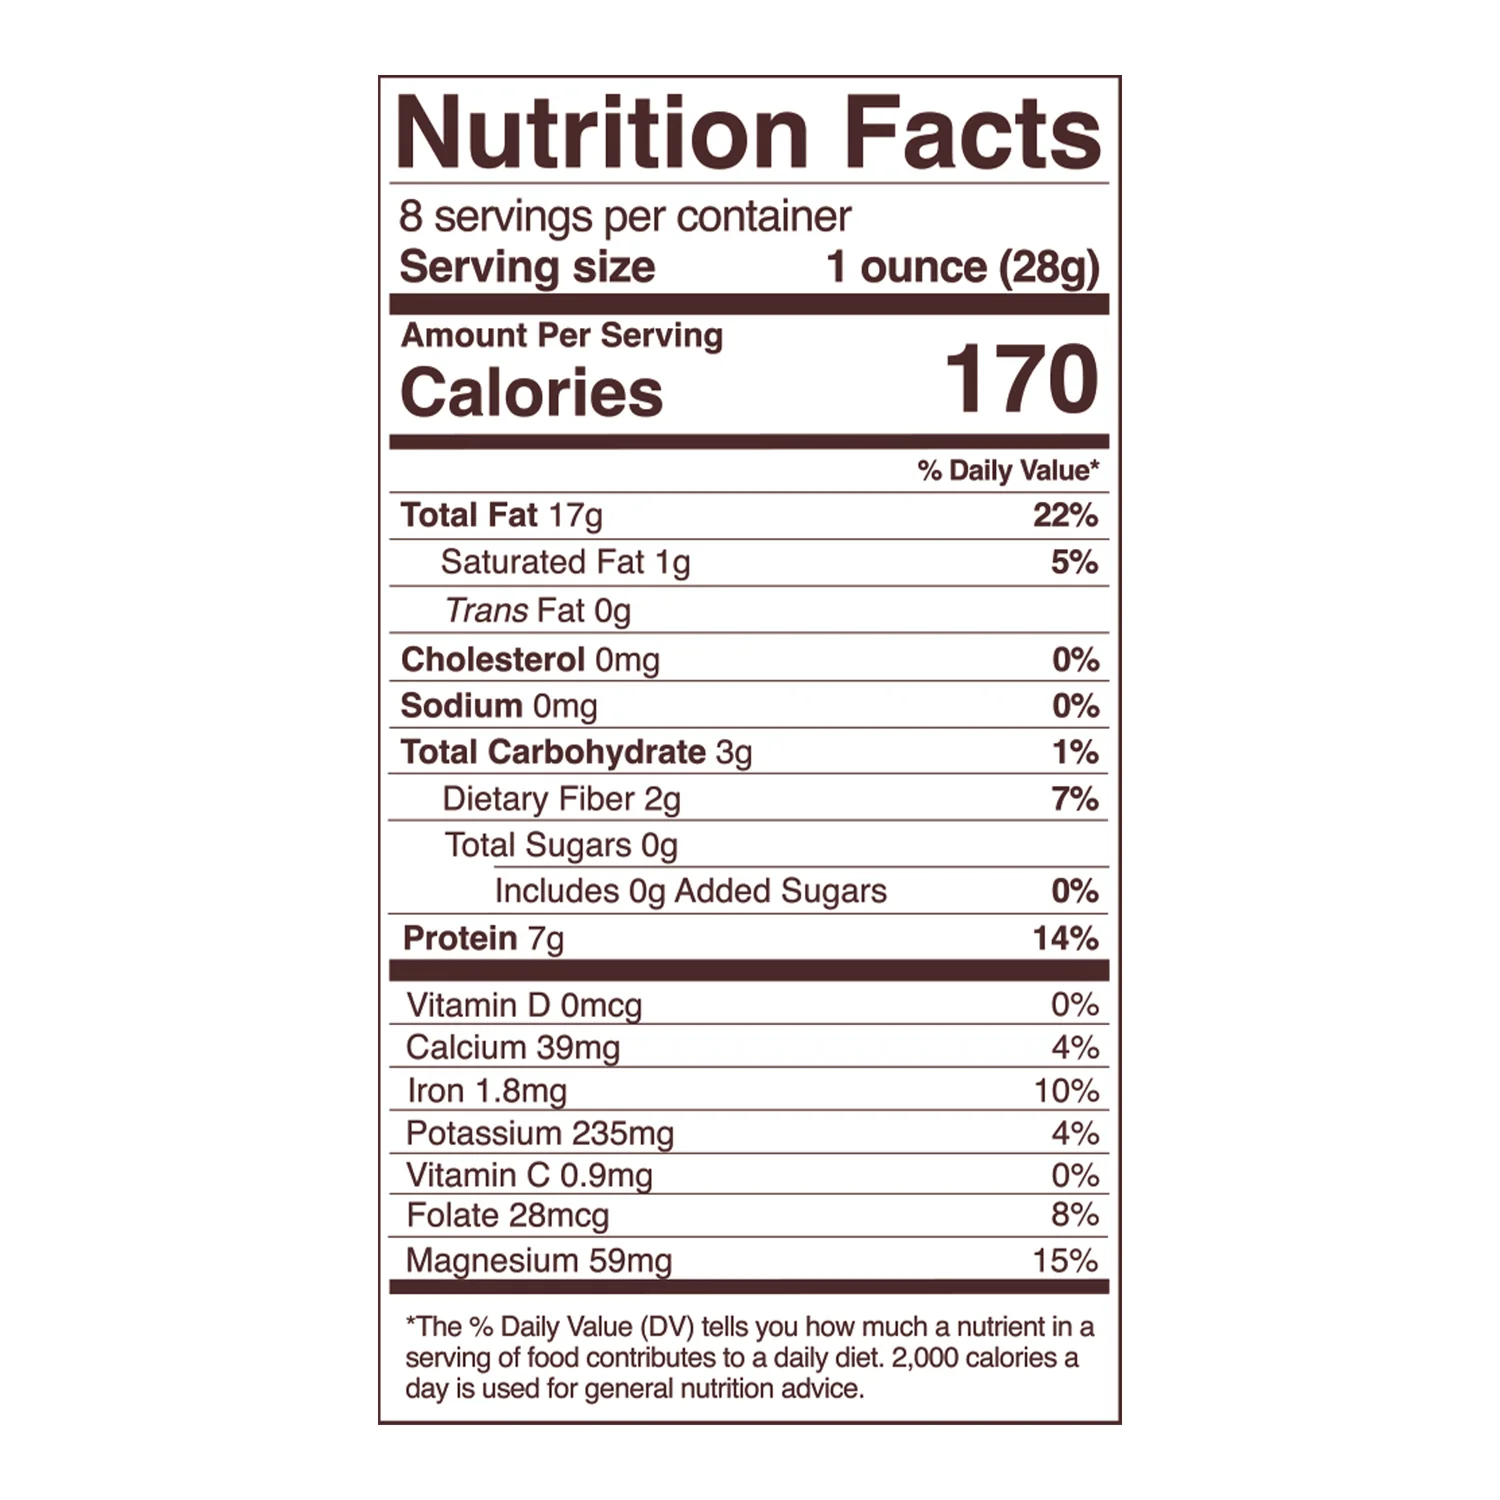 Nutrition Facts
8 servings per container
Serving size 1 ounce (28g)
Amount Per Serving
Calories 170
% Daily Value*
Total Fat 17g 22%
Saturated Fat 1g 5%
Trans Fat 0g
Cholesterol 0mg 0%
Sodium 0mg 0%
Total Carbohydrate 3g 1%
Dietary Fiber 2g 7%
Total Sugars 0g
Includes 0g Added Sugars 0%
Protein 7g 14%
Vitamin D 0mcg 0%
Calcium 39mg 4%
Iron 1.8mg 10%
Potassium 235mg 4%
Vitamin C 0.9mg 0%
Folate 28mcg 8%
Magnesium 59mg 15%
*The % Daily Value (DV) tells you how much a nutrient in a
serving of food contributes to a daily diet. 2,000 calories a
day is used for general nutrition advice.